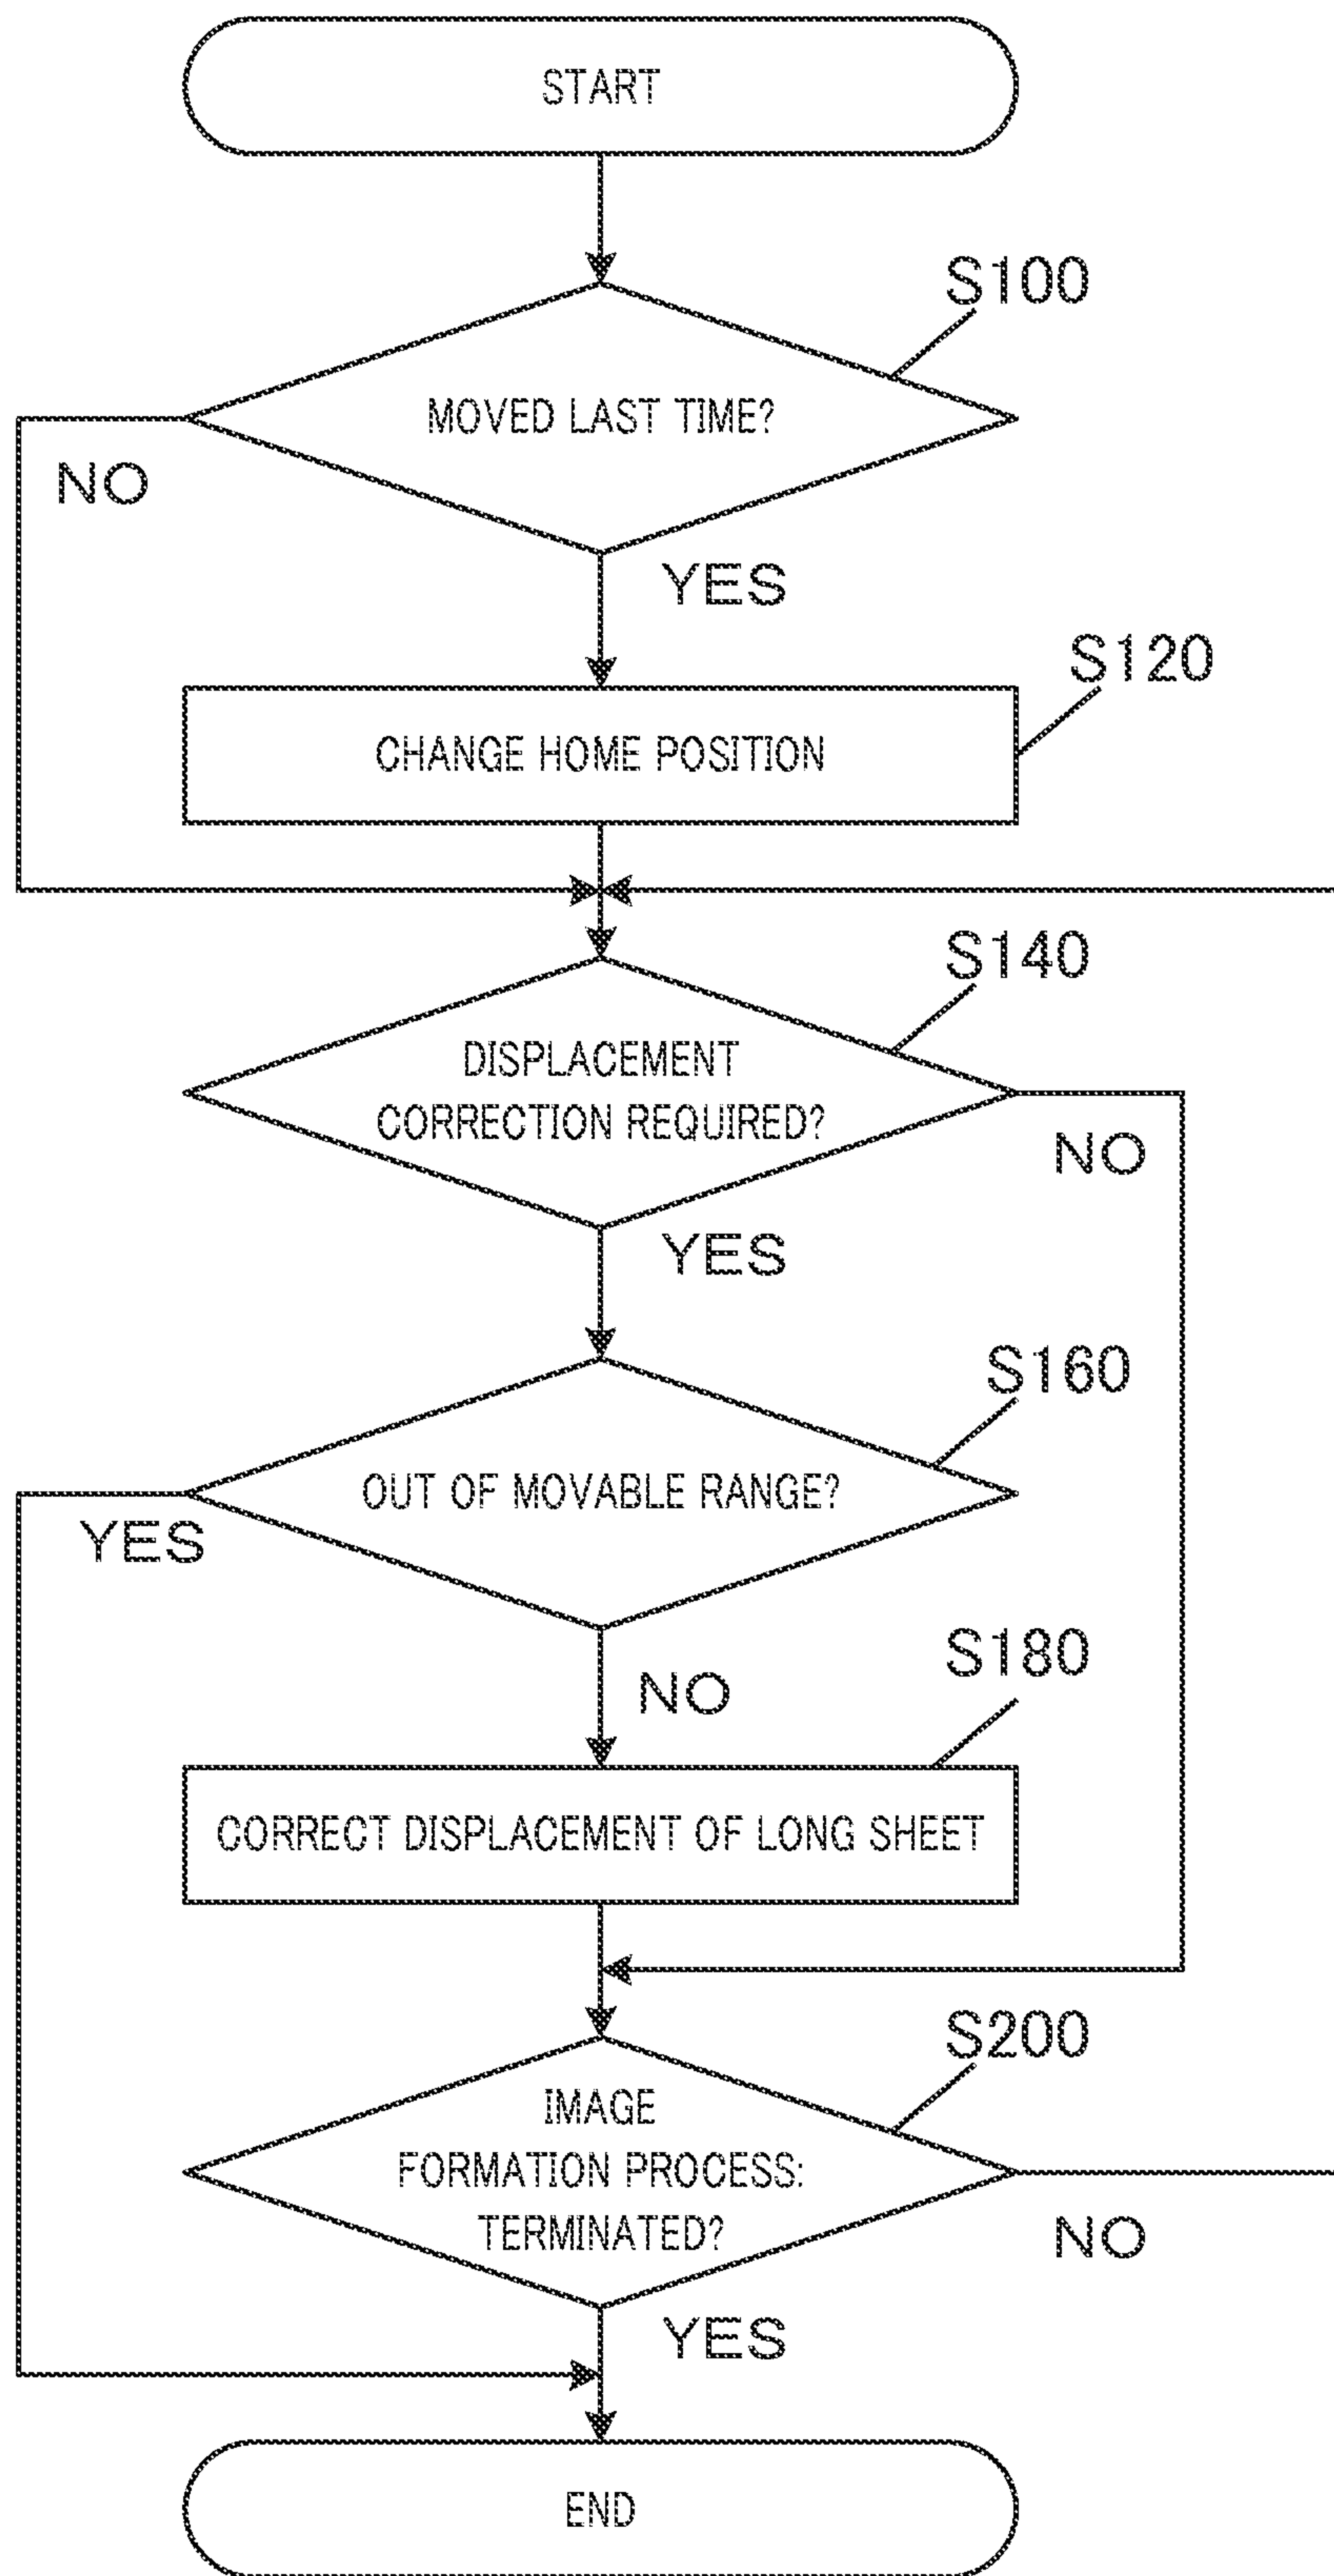 START
S100
MOVED LAST TIME?
NO
YES
S120
CHANGE HOME POSITION
S140
DISPLACEMENT
CORRECTION REQUIRED?
NO
YES
S160
OUT OF MOVABLE RANGE?
YES
S180
NO
CORRECT DISPLACEMENT OF LONG SHEET
S200
IMAGE
FORMATION PROCESS:
TERMINATED?
NO
YES
END